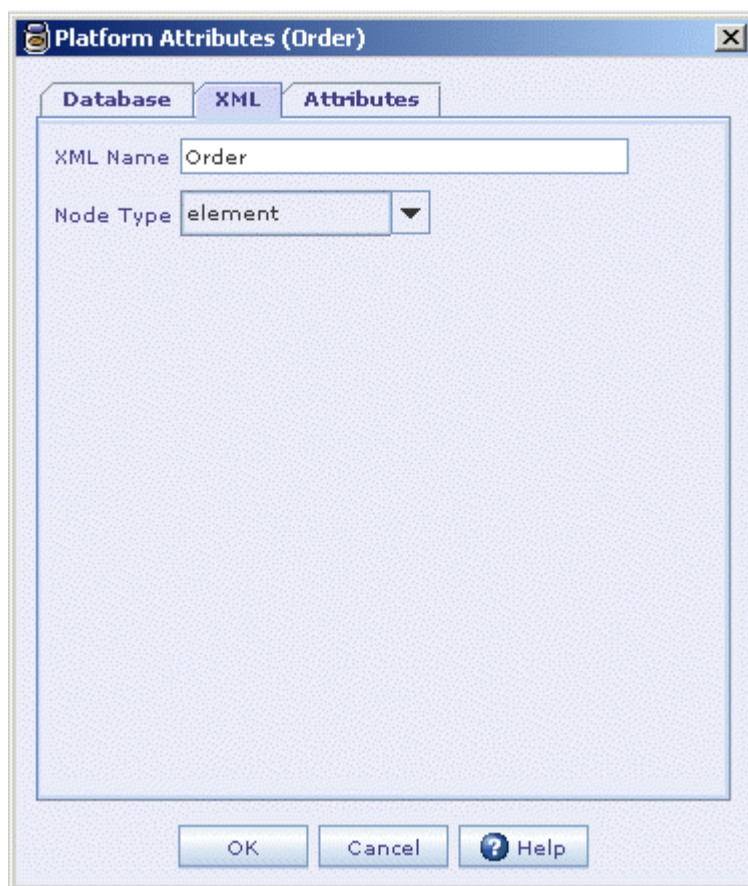 Platform Attributes (Order)
Database XML Attributes
XML Name Order
Node Type element
OK Cancel Help